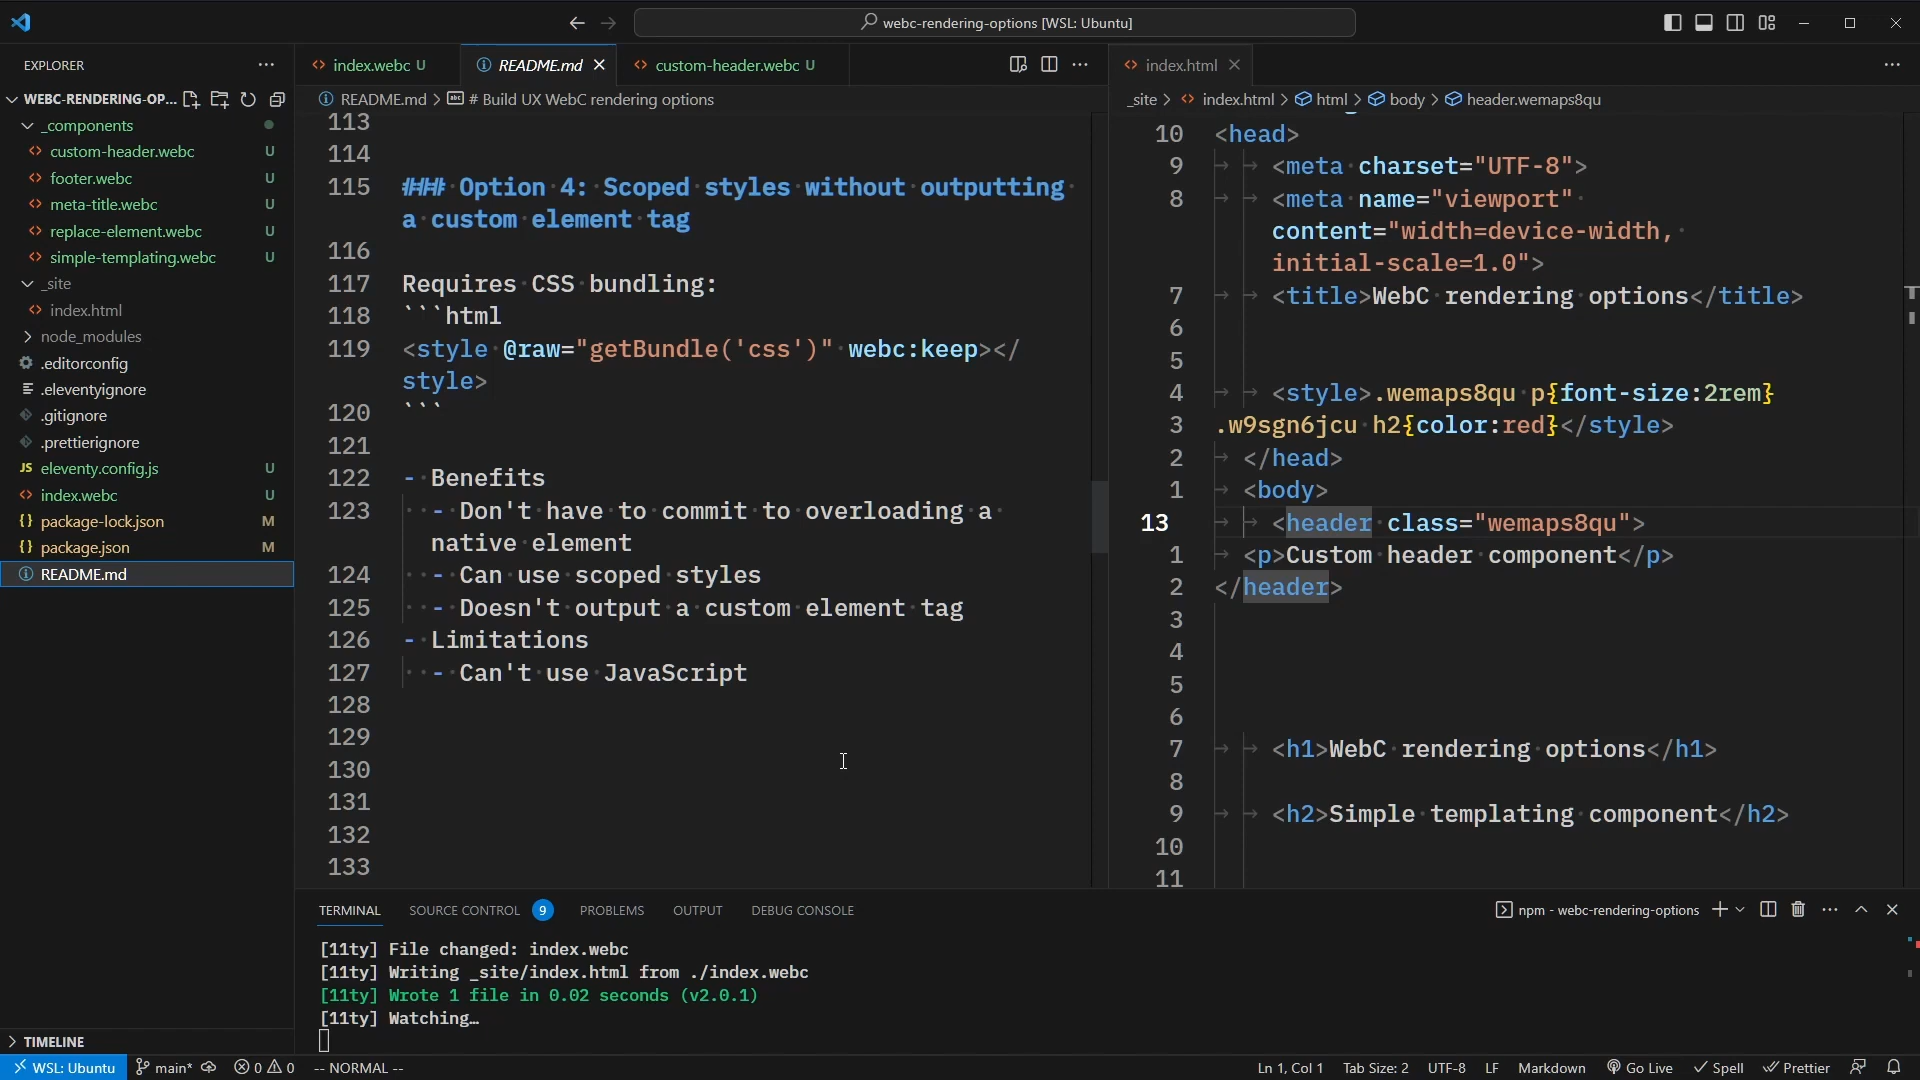 webc-rendering-options [WSL: Ubuntu]
EXPLORER
WEBC-RENDERING-OP...
_components
custom-header.webc U
footer.webc U
meta-title.webc U
replace-element.webc U
simple-templating.webc U
_site
index.html
node_modules
.editorconfig
.eleventyignore
.gitignore
.prettierignore
JS eleventy.config.js U
index.webc U
{} package-lock.json M
{} package.json M
README.md
TIMELINE
index.webc U
README.md
custom-header.webc U
README.md > # Build UX WebC rendering options
113
114
115 ### Option 4: Scoped styles without outputting
a custom element tag
116
117 Requires CSS bundling:
118 ```html
119 <style @raw="getBundle('css')" webc:keep></
style>
120 ```
121
122 - Benefits
123 - Don't have to commit to overloading a
native element
124 - Can use scoped styles
125 - Doesn't output a custom element tag
126 - Limitations
127 - Can't use JavaScript
128
129
130
131
132
133
index.html
_site > index.html > html > body > header.wemaps8qu
10 <head>
9 <meta charset="UTF-8">
8 <meta name="viewport"
content="width=device-width,
initial-scale=1.0">
7 <title>WebC rendering options</title>
6
5
4 <style>.wemaps8qu p{font-size:2rem}
3 .w9sgn6jcu h2{color:red}</style>
2 </head>
1 <body>
13 <header class="wemaps8qu">
1 <p>Custom header component</p>
2 </header>
3
4
5
6
7 <h1>WebC rendering options</h1>
8
9 <h2>Simple templating component</h2>
10
11
TERMINAL SOURCE CONTROL 9 PROBLEMS OUTPUT DEBUG CONSOLE
npm - webc-rendering-options
[11ty] File changed: index.webc
[11ty] Writing _site/index.html from ./index.webc
[11ty] Wrote 1 file in 0.02 seconds (v2.0.1)
[11ty] Watching…
WSL: Ubuntu main* 0 0 -- NORMAL -- Ln 1, Col 1 Tab Size: 2 UTF-8 LF Markdown Go Live Spell Prettier